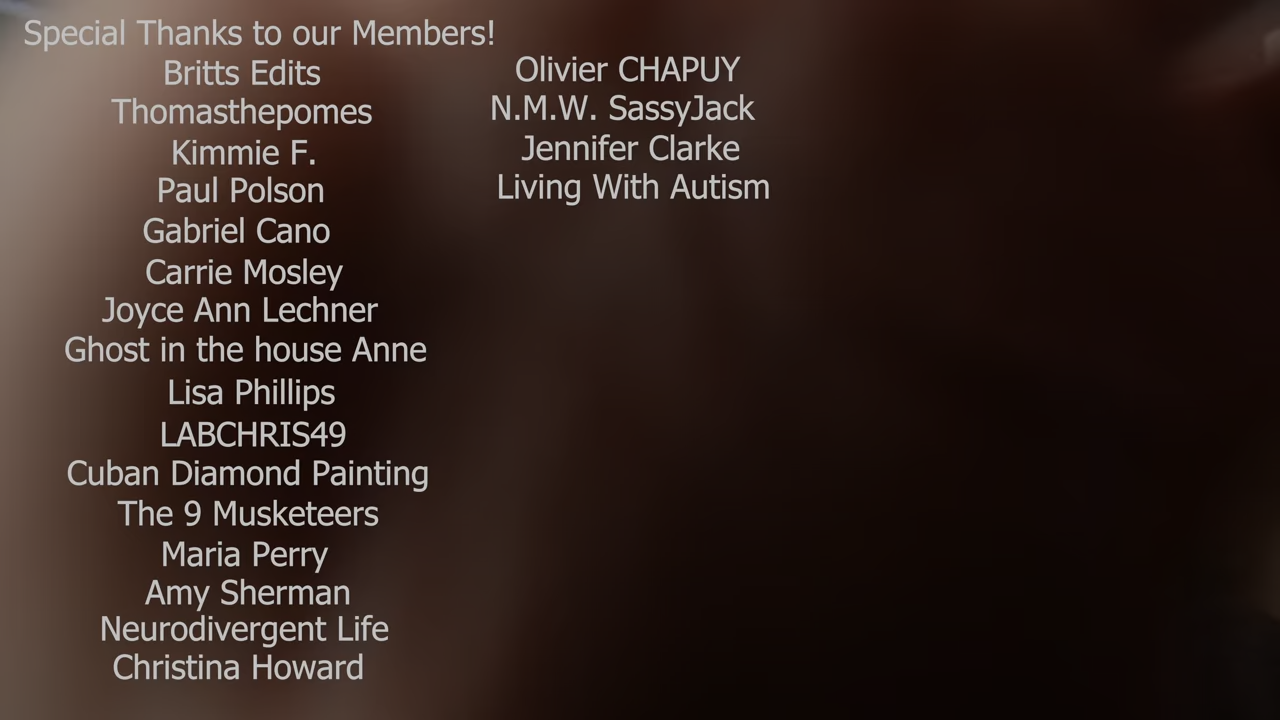 Special Thanks to our Members!
Britts Edits
Thomasthepomes
Kimmie F.
Paul Polson
Gabriel Cano
Carrie Mosley
Joyce Ann Lechner
Ghost in the house Anne
Lisa Phillips
LABCHRIS49
Cuban Diamond Painting
The 9 Musketeers
Maria Perry
Amy Sherman
Neurodivergent Life
Christina Howard
Olivier CHAPUY
N.M.W. SassyJack
Jennifer Clarke
Living With Autism